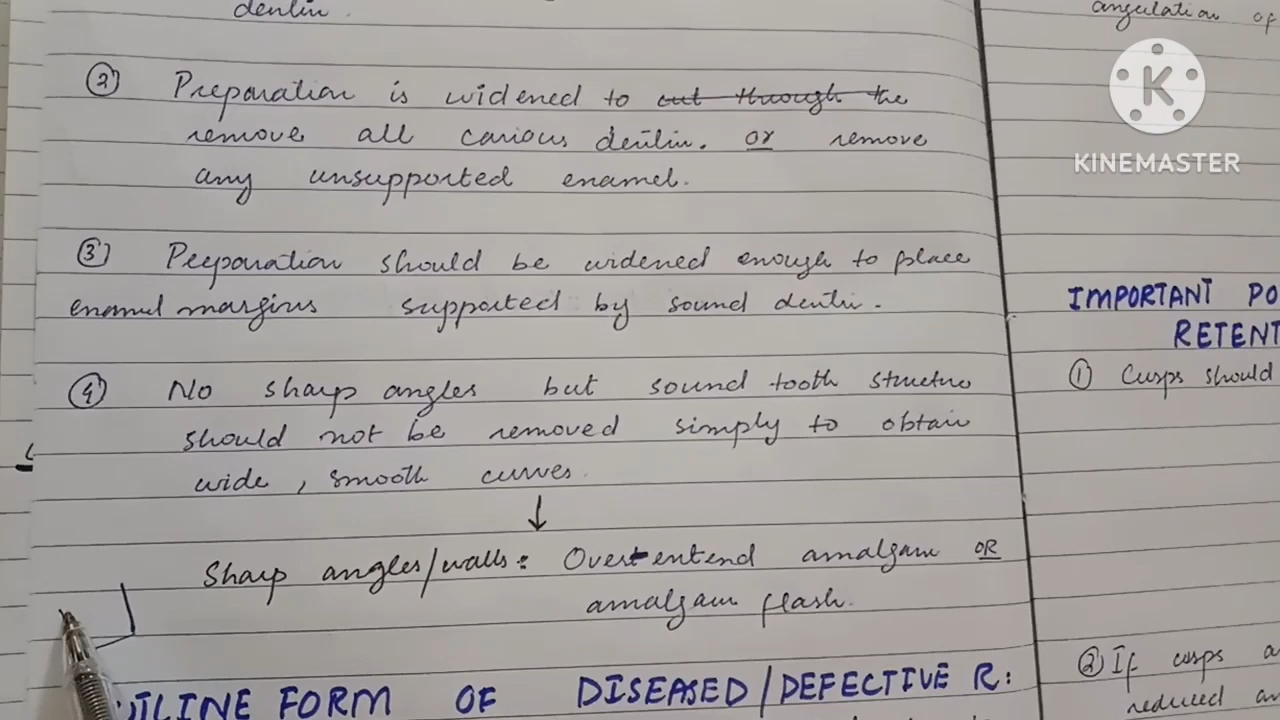 dentin.
② Preparation is widened to cut through the
remove all carious dentin. or remove
any unsupported enamel.
③ Preparation should be widened enough to place
enamel margins supported by sound dentin.
④ No sharp angles but sound tooth structure
should not be removed simply to obtain
wide, smooth curves.
↓
Sharp angles/walls: Over-extend amalgam OR
amalgam flash.
OUTLINE FORM OF DISEASED/DEFECTIVE R:
angulation of
KINEMASTER
IMPORTANT PO
RETENT
① Cusps should
② If cusps a
reduced an